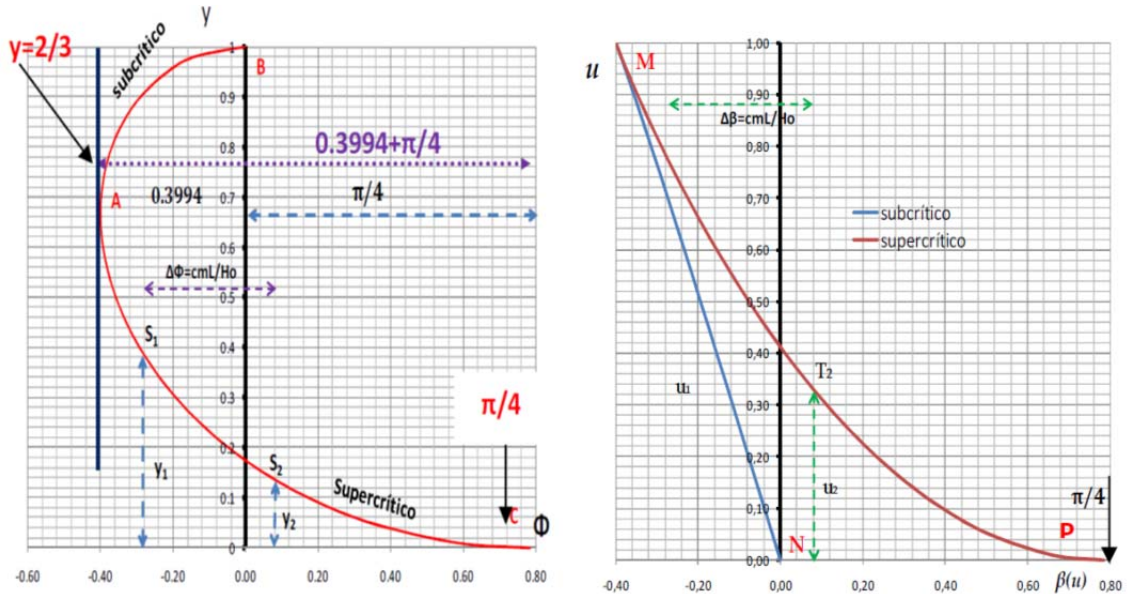 y
y=2/3
subcrítico
1
B
0.9
0.3994+π/4
0.8
A
0.3994
π/4
0.7
0.6
ΔΦ=cmL/Ho
0.5
S1
0.4
π/4
0.3
y1
0.2
S2
Supercrítico
0.1
y2
C
Φ
0
-0.60
-0.40
-0.20
0.00
0.20
0.40
0.60
0.80
u
M
1,00
0,90
Δβ=cmL/Ho
0,80
0,70
subcrítico
supercrítico
0,60
0,50
0,40
T2
u1
0,30
0,20
u2
π/4
0,10
N
P
0,00
-0,40
-0,20
0,00
0,20
0,40
0,60
β(u)
0,80